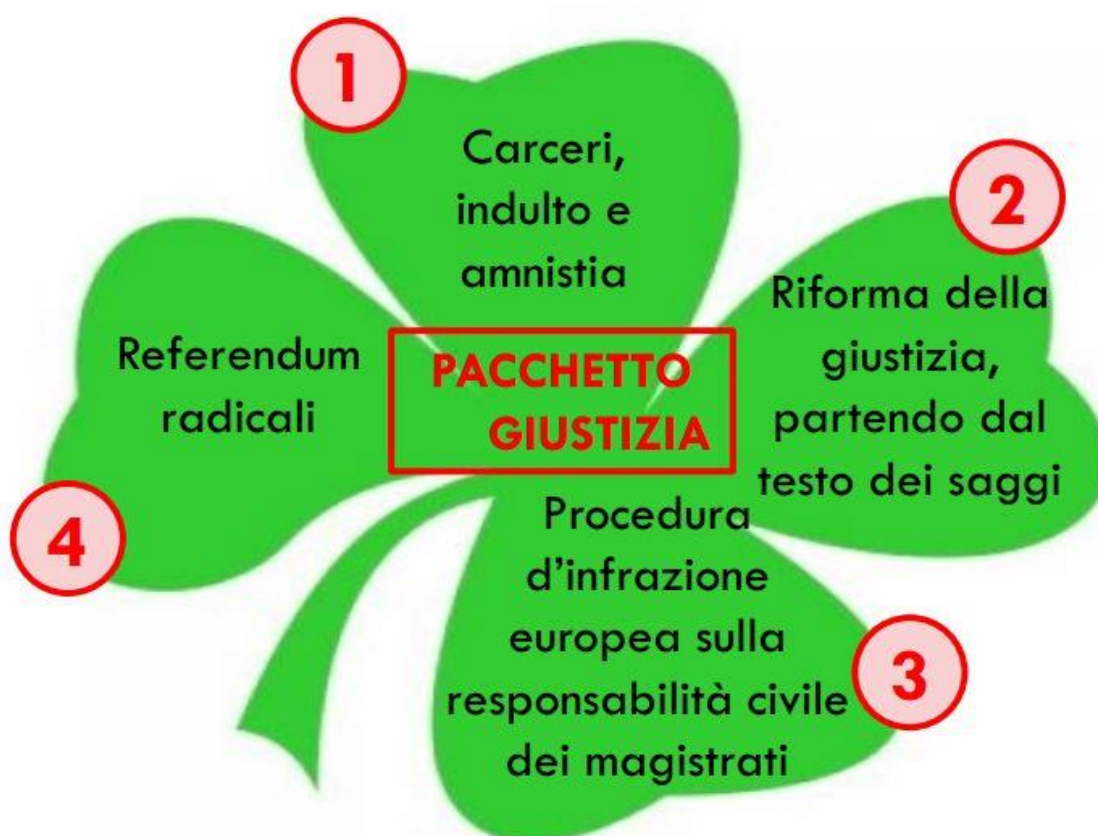 1
Carceri,
indulto e
amnistia
2
Riforma della
giustizia,
partendo dal
testo dei saggi
PACCHETTO
GIUSTIZIA
3
Procedura
d’infrazione
europea sulla
responsabilità civile
dei magistrati
4
Referendum
radicali